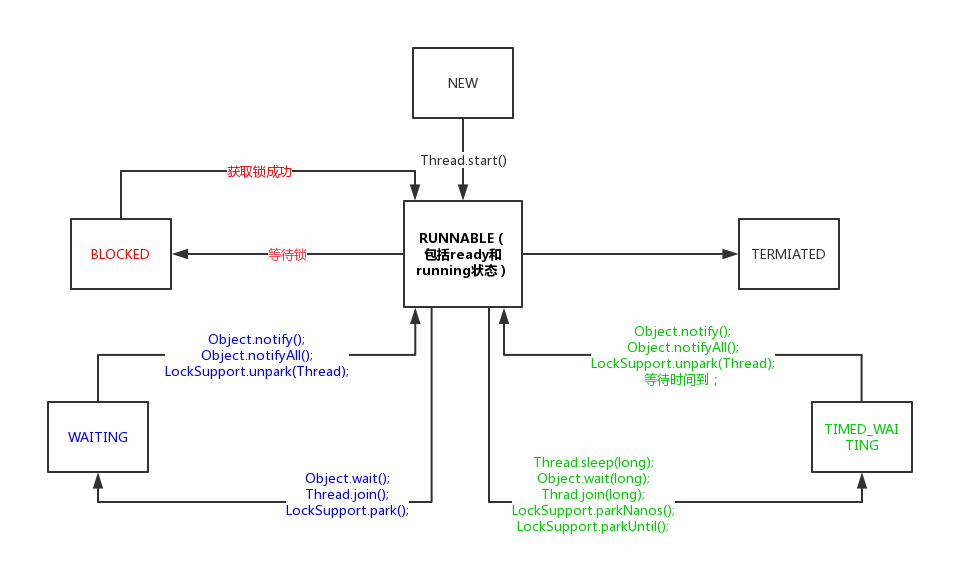 NEW
Thread.start()
获取锁成功
BLOCKED
等待锁
RUNNABLE（
包括ready和
running状态）
TERMIATED
Object.notify();
Object.notifyAll();
LockSupport.unpark(Thread);
Object.notify();
Object.notifyAll();
LockSupport.unpark(Thread);
等待时间到；
WAITING
TIMED_WAI
TING
Object.wait();
Thread.join();
LockSupport.park();
Thread.sleep(long);
Object.wait(long);
Thrad.join(long);
LockSupport.parkNanos();
LockSupport.parkUntil();